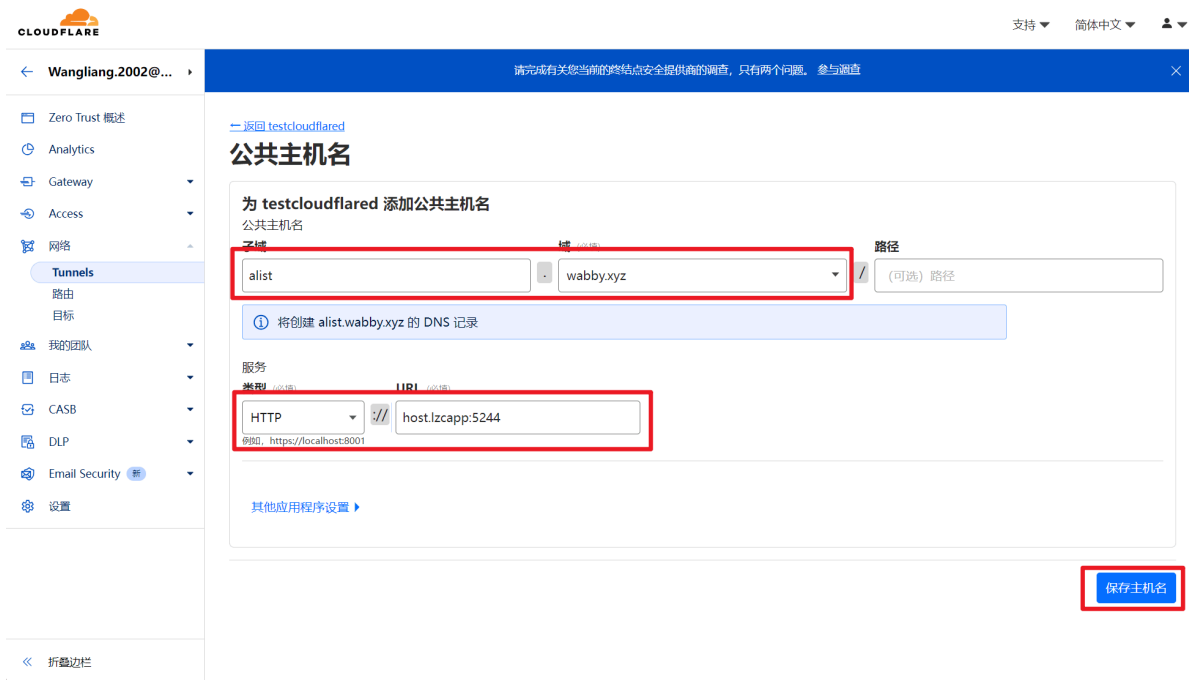 CLOUDFLARE
支持
简体中文
Wangliang.2002@...
请完成有关您当前的终结点安全提供商的调查，只有两个问题。 参与调查
Zero Trust 概述
Analytics
Gateway
Access
网络
Tunnels
路由
目标
我的团队
日志
CASB
DLP
Email Security 新
设置
折叠边栏
←返回 testcloudflared
公共主机名
为 testcloudflared 添加公共主机名
公共主机名
子域 域 (必填) 路径
alist . wabby.xyz / (可选) 路径
将创建 alist.wabby.xyz 的 DNS 记录
服务
类型 (必填) URL (必填)
HTTP :// host.lzcapp:5244
例如，https://localhost:8001
其他应用程序设置
保存主机名